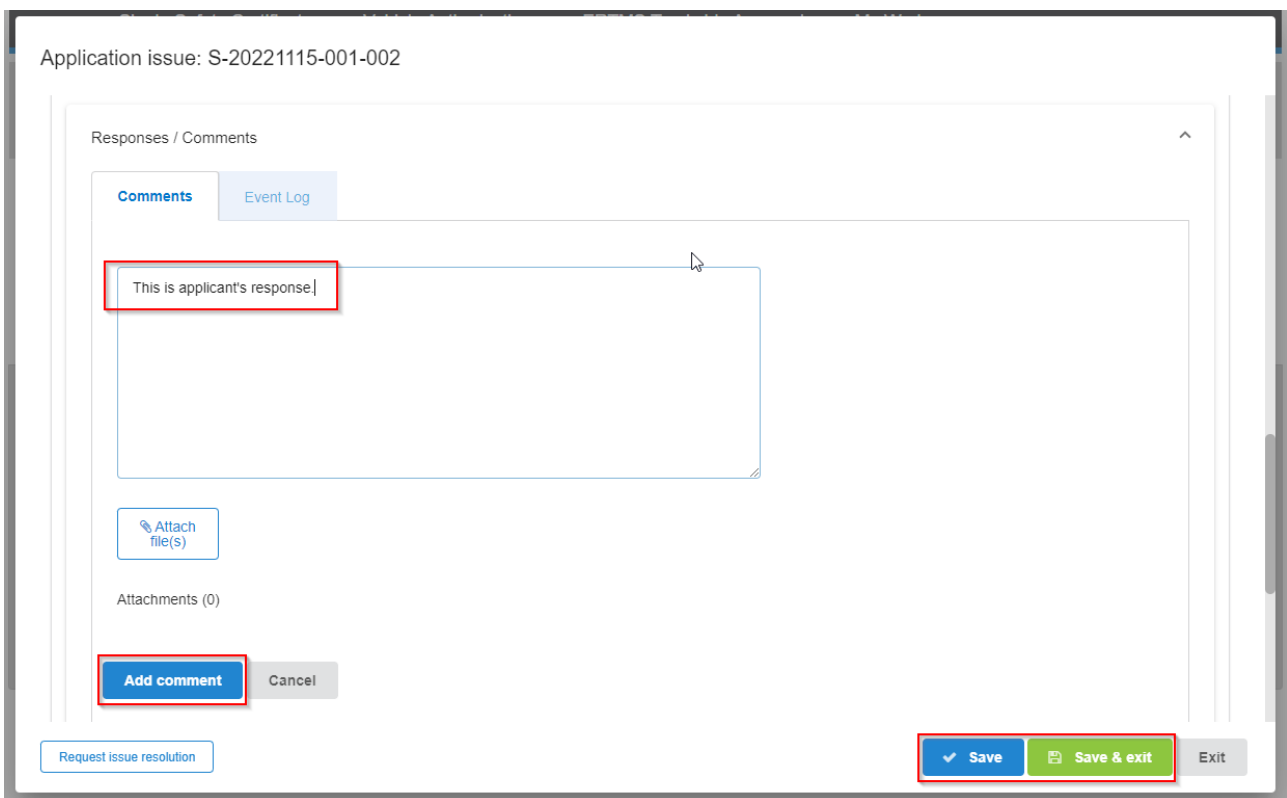 Application issue: S-20221115-001-002
Responses / Comments
Comments Event Log
This is applicant's response.
Attach
file(s)
Attachments (0)
Add comment Cancel
Request issue resolution Save Save & exit Exit